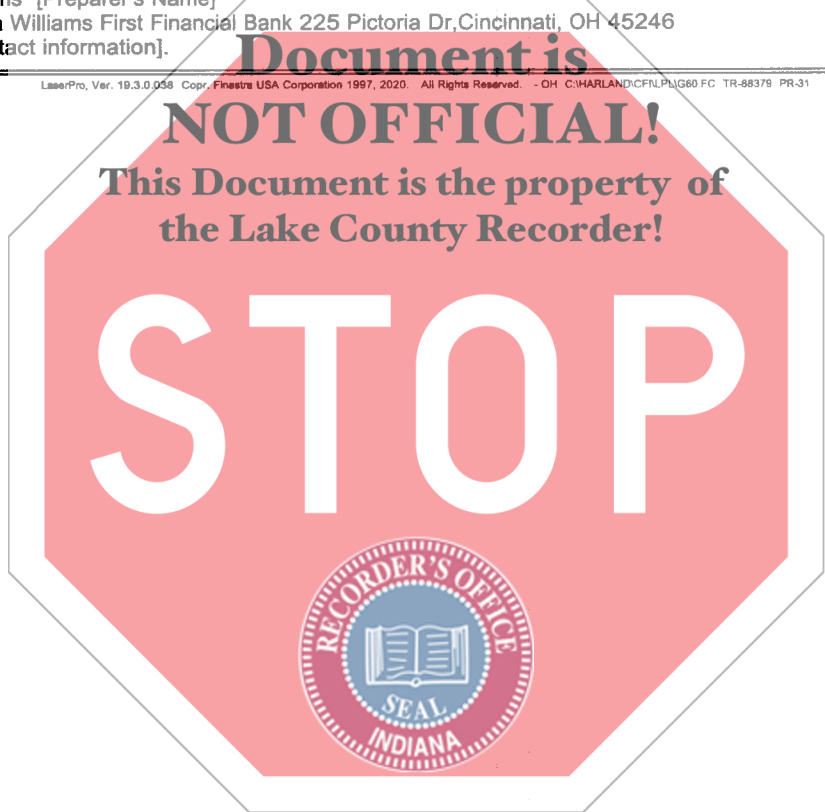 ns [Preparer's Name]
Williams First Financial Bank 225 Pictoria Dr,Cincinnati, OH 45246
tact information].
LaserPro, Ver. 19.3.0.038 Copr. Finastra USA Corporation 1997, 2020. All Rights Reserved. - OH C:\HARLAND\CFI\LPL\G60.FC TR-88379 PR-31
Document is
NOT OFFICIAL!
This Document is the property of
the Lake County Recorder!
STOP
RECORDER'S OFFICE
SEAL
INDIANA